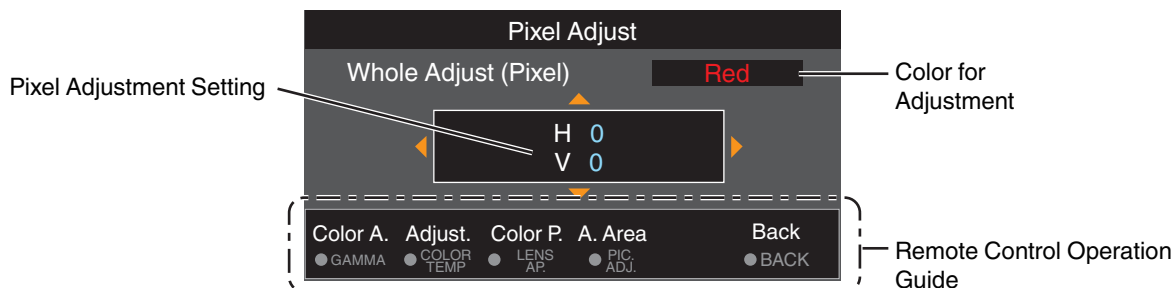 Pixel Adjust
Whole Adjust (Pixel) Red
Pixel Adjustment Setting
Color for
Adjustment
H 0
V 0
Color A. Adjust. Color P. A. Area Back
GAMMA COLOR TEMP LENS AP. PIC. ADJ. BACK
Remote Control Operation
Guide